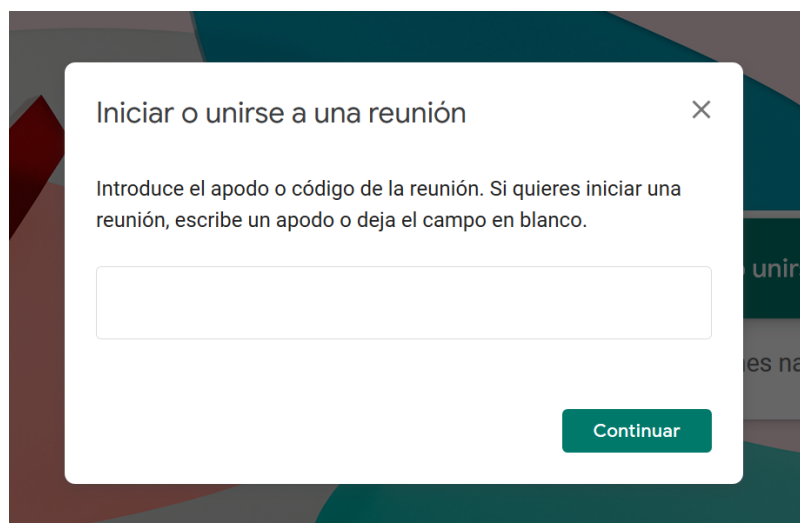 Iniciar o unirse a una reunión
Introduce el apodo o código de la reunión. Si quieres iniciar una
reunión, escribe un apodo o deja el campo en blanco.
Continuar